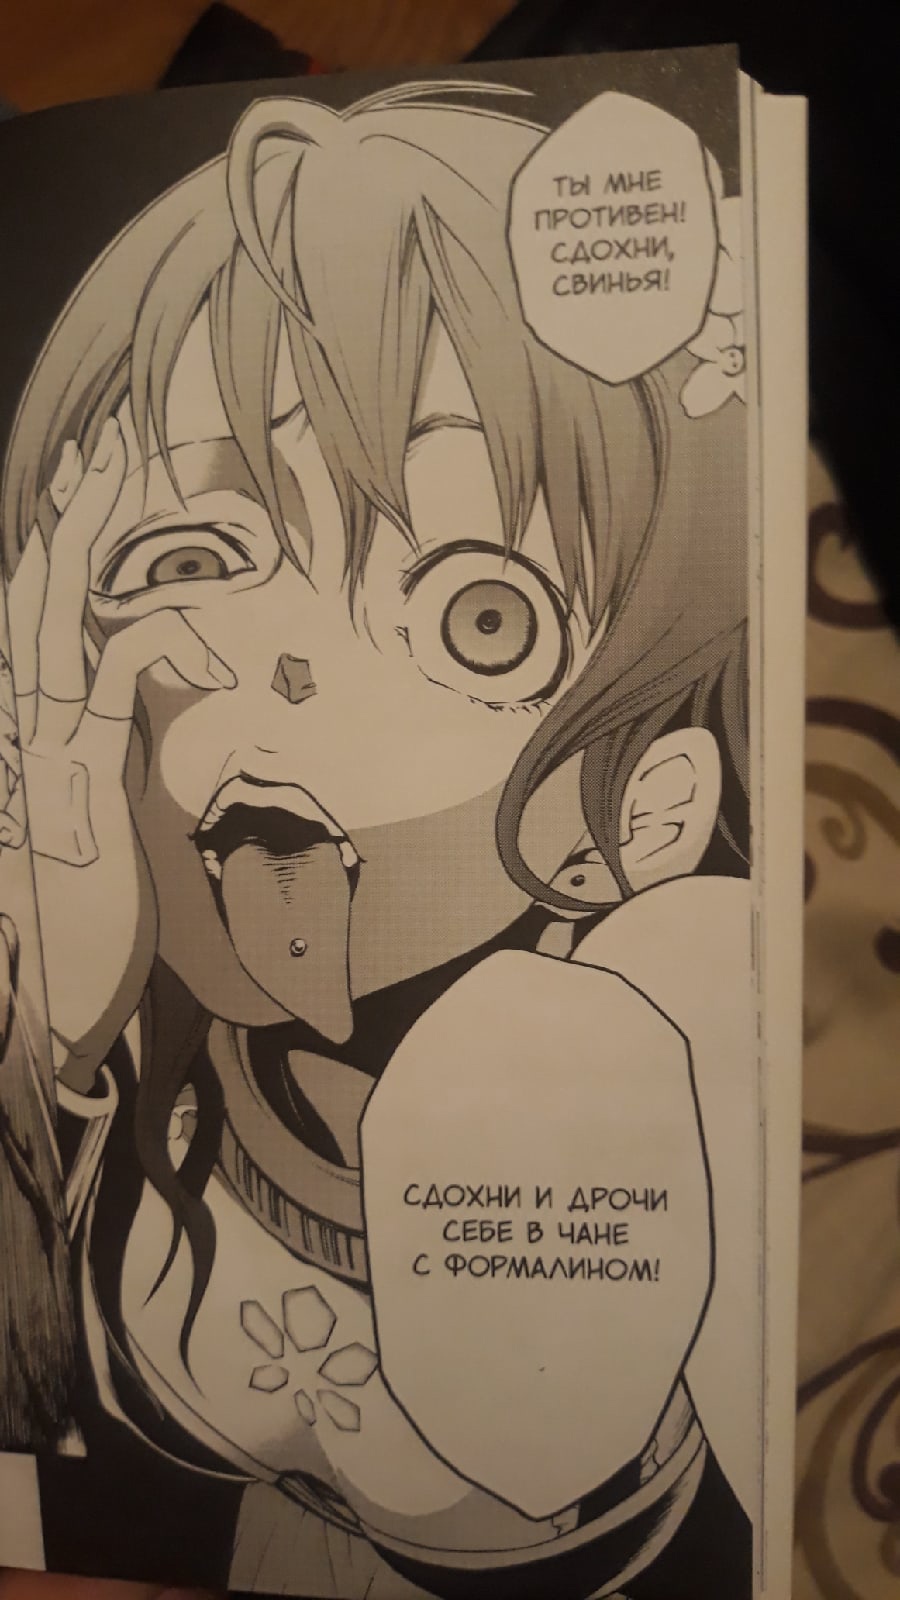 ТЫ МНЕ
ПРОТИВЕН!
СДОХНИ,
СВИНЬЯ!
СДОХНИ И ДРОЧИ
СЕБЕ В ЧАНЕ
С ФОРМАЛИНОМ!